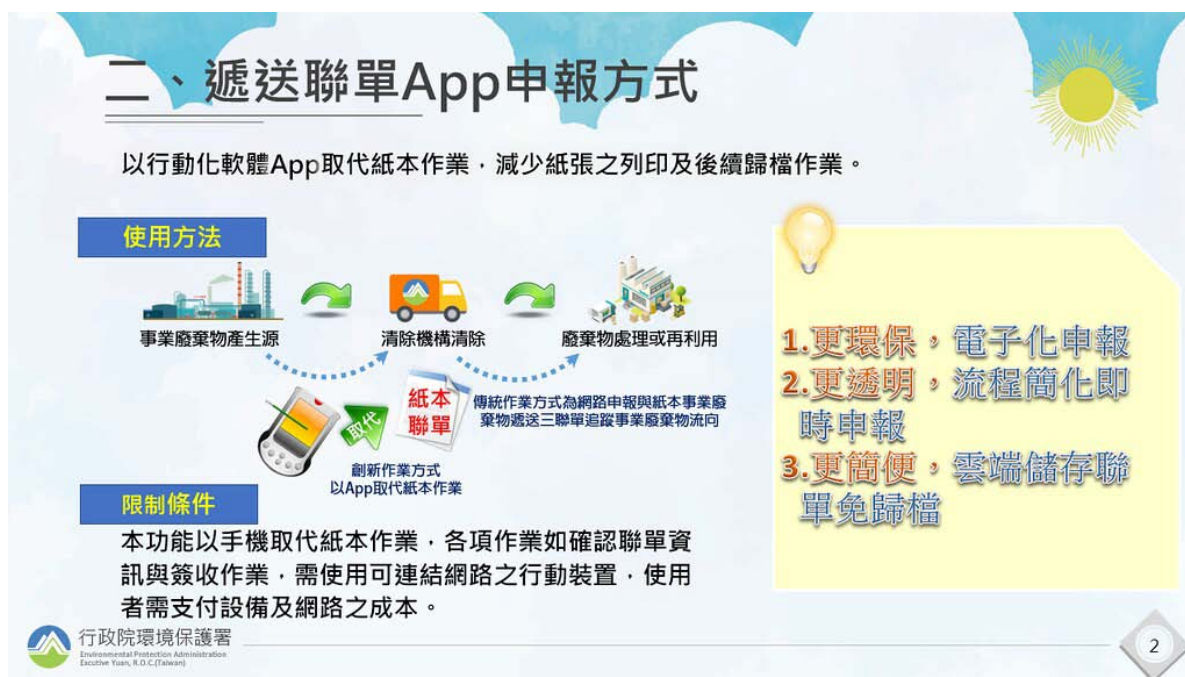 二、遞送聯單App申報方式
以行動化軟體App取代紙本作業，減少紙張之列印及後續歸檔作業。
使用方法
事業廢棄物產生源
清除機構清除
廢棄物處理或再利用
取代
紙本
聯單
傳統作業方式為網路申報與紙本事業廢
棄物遞送三聯單追蹤事業廢棄物流向
創新作業方式
以App取代紙本作業
限制條件
本功能以手機取代紙本作業，各項作業如確認聯單資
訊與簽收作業，需使用可連結網路之行動裝置，使用
者需支付設備及網路之成本。
1.更環保，電子化申報
2.更透明，流程簡化即
時申報
3.更簡便，雲端儲存聯
單免歸檔
行政院環境保護署
Environmental Protection Administration
Excutive Yuan, R.O.C.(Taiwan)
2